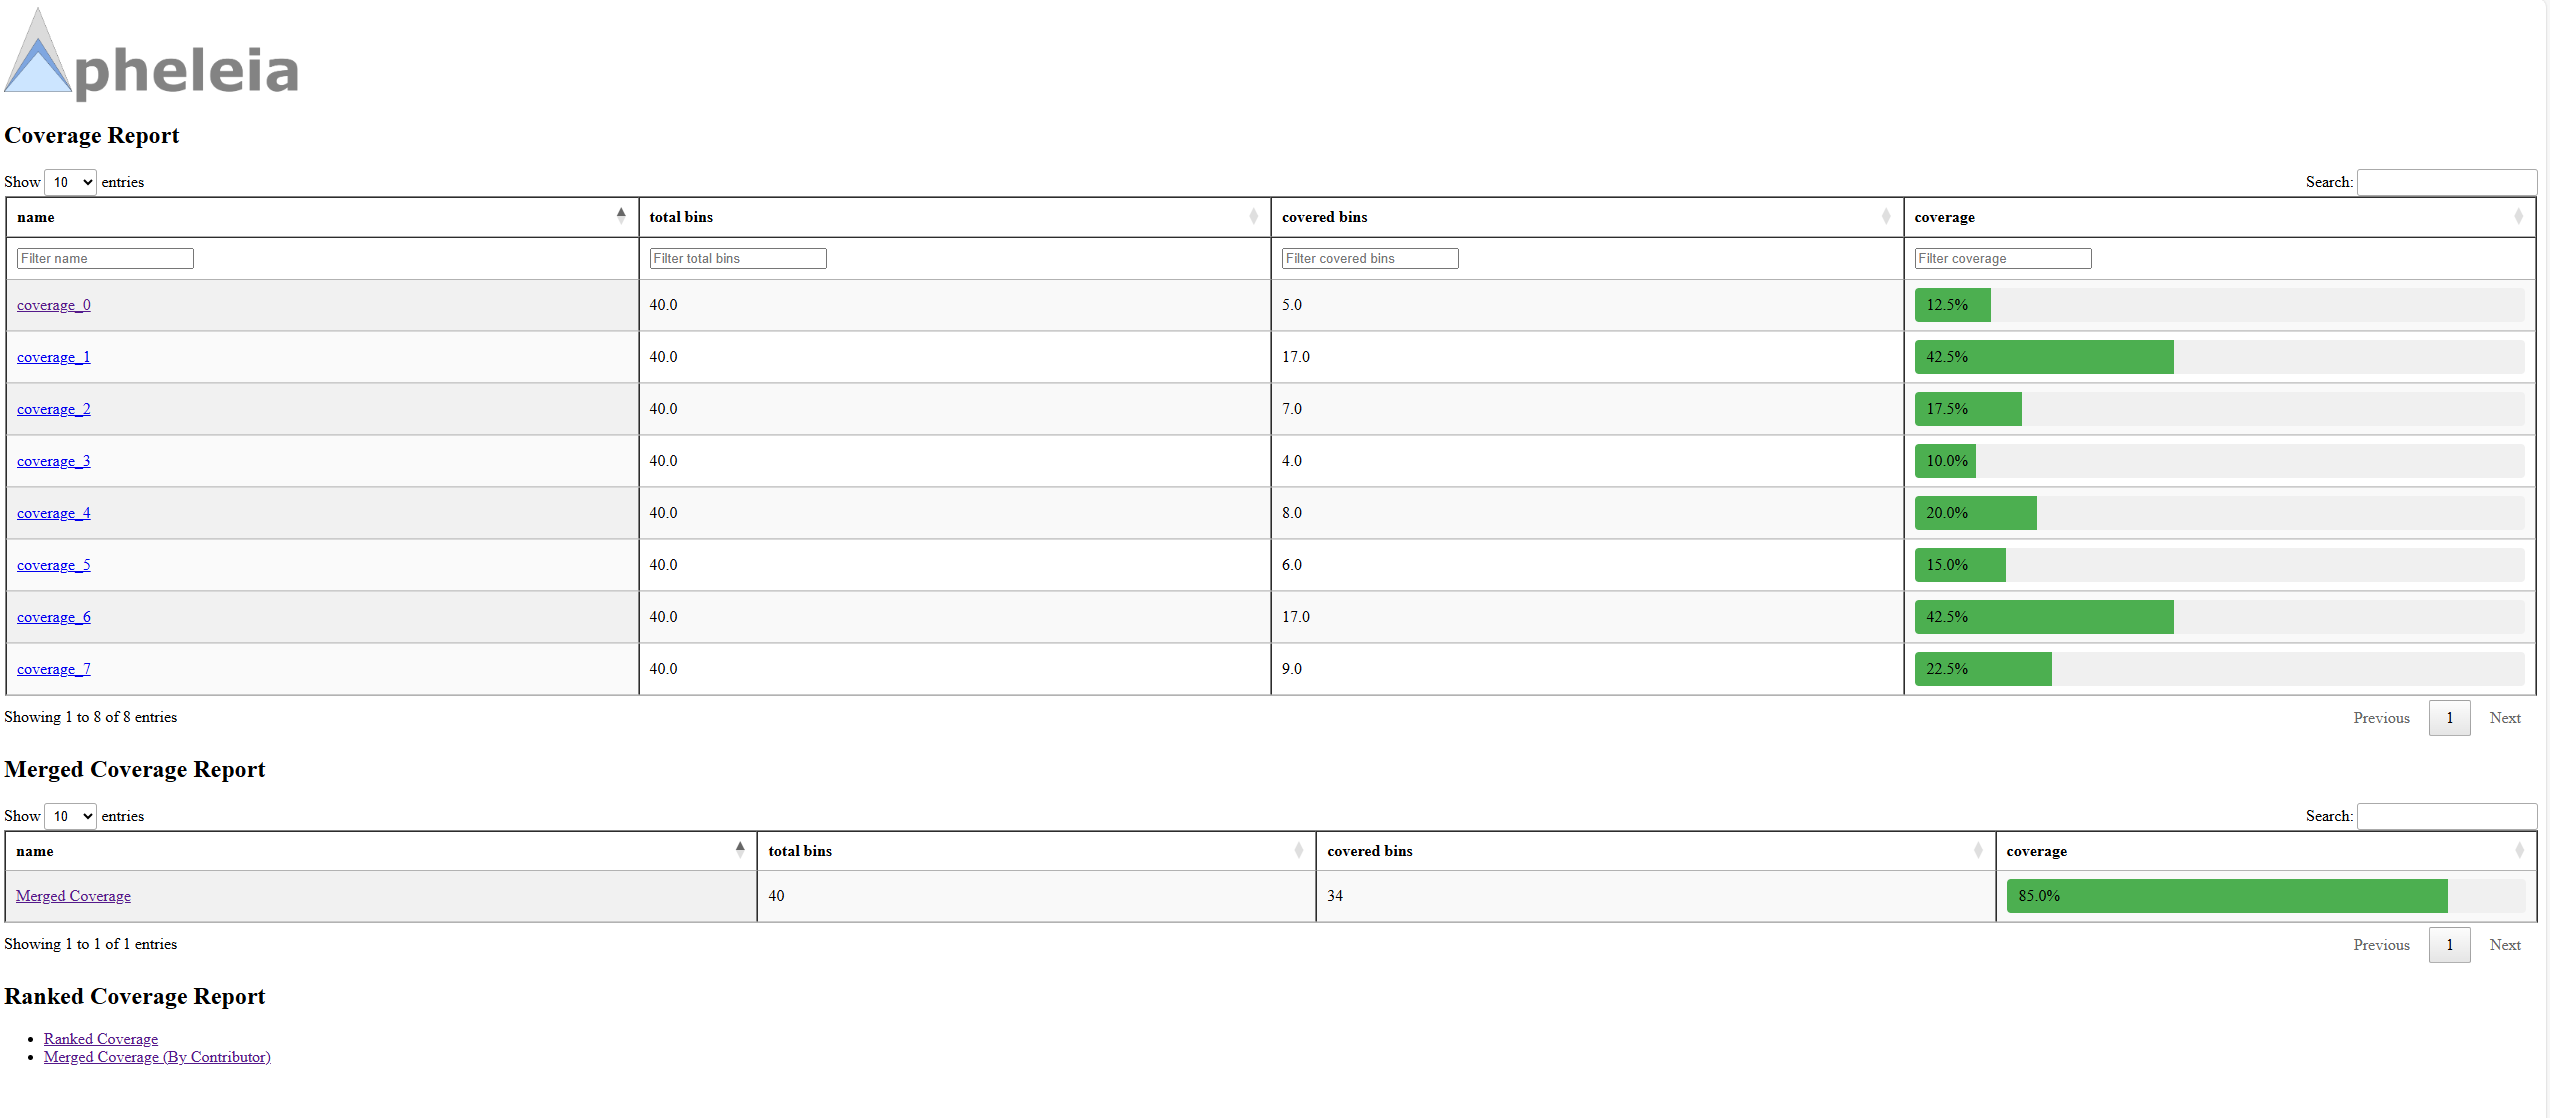 Apheleia
Coverage Report
Show 10 entries
Search:
name total bins covered bins coverage
Filter name Filter total bins Filter covered bins Filter coverage
coverage_0 40.0 5.0 12.5%
coverage_1 40.0 17.0 42.5%
coverage_2 40.0 7.0 17.5%
coverage_3 40.0 4.0 10.0%
coverage_4 40.0 8.0 20.0%
coverage_5 40.0 6.0 15.0%
coverage_6 40.0 17.0 42.5%
coverage_7 40.0 9.0 22.5%
Showing 1 to 8 of 8 entries
Previous 1 Next
Merged Coverage Report
Show 10 entries
Search:
name total bins covered bins coverage
Merged Coverage 40 34 85.0%
Showing 1 to 1 of 1 entries
Previous 1 Next
Ranked Coverage Report
Ranked Coverage
Merged Coverage (By Contributor)